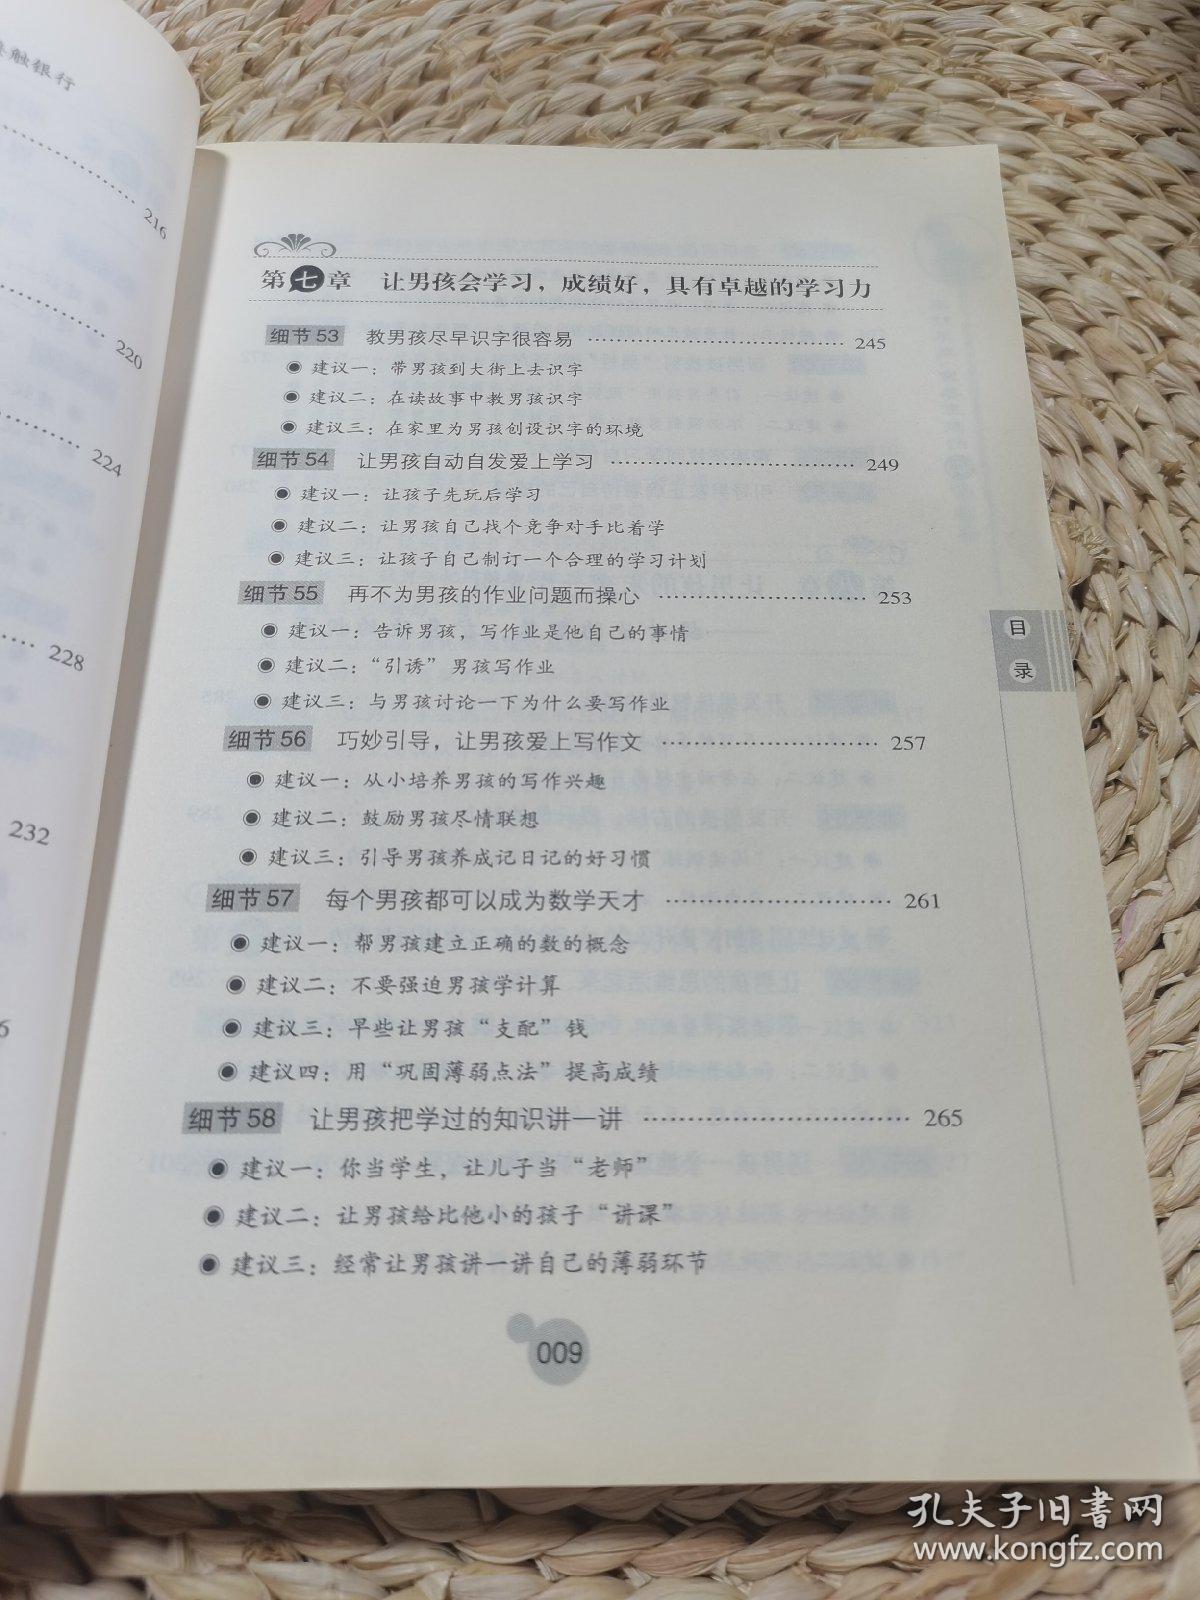 触银行
216
220
224
228
232
6
第七章 让男孩会学习，成绩好，具有卓越的学习力
细节53 教男孩尽早识字很容易 …………………………… 245
◉ 建议一：带男孩到大街上去识字
◉ 建议二：在读故事中教男孩识字
◉ 建议三：在家里为男孩创设识字的环境
细节54 让男孩自动自发爱上学习 …………………………… 249
◉ 建议一：让孩子先玩后学习
◉ 建议二：让男孩自己找个竞争对手比着学
◉ 建议三：让孩子自己制订一个合理的学习计划
细节55 再不为男孩的作业问题而操心 ………………………… 253
◉ 建议一：告诉男孩，写作业是他自己的事情
◉ 建议二：“引诱”男孩写作业
◉ 建议三：与男孩讨论一下为什么要写作业
细节56 巧妙引导，让男孩爱上写作文 ………………………… 257
◉ 建议一：从小培养男孩的写作兴趣
◉ 建议二：鼓励男孩尽情联想
◉ 建议三：引导男孩养成记日记的好习惯
细节57 每个男孩都可以成为数学天才 ………………………… 261
◉ 建议一：帮男孩建立正确的数的概念
◉ 建议二：不要强迫男孩学计算
◉ 建议三：早些让男孩“支配”钱
◉ 建议四：用“巩固薄弱点法”提高成绩
细节58 让男孩把学过的知识讲一讲 …………………………… 265
◉ 建议一：你当学生，让儿子当“老师”
◉ 建议二：让男孩给比他小的孩子“讲课”
◉ 建议三：经常让男孩讲一讲自己的薄弱环节
目
录
009
孔夫子旧书网
www.kongfz.com